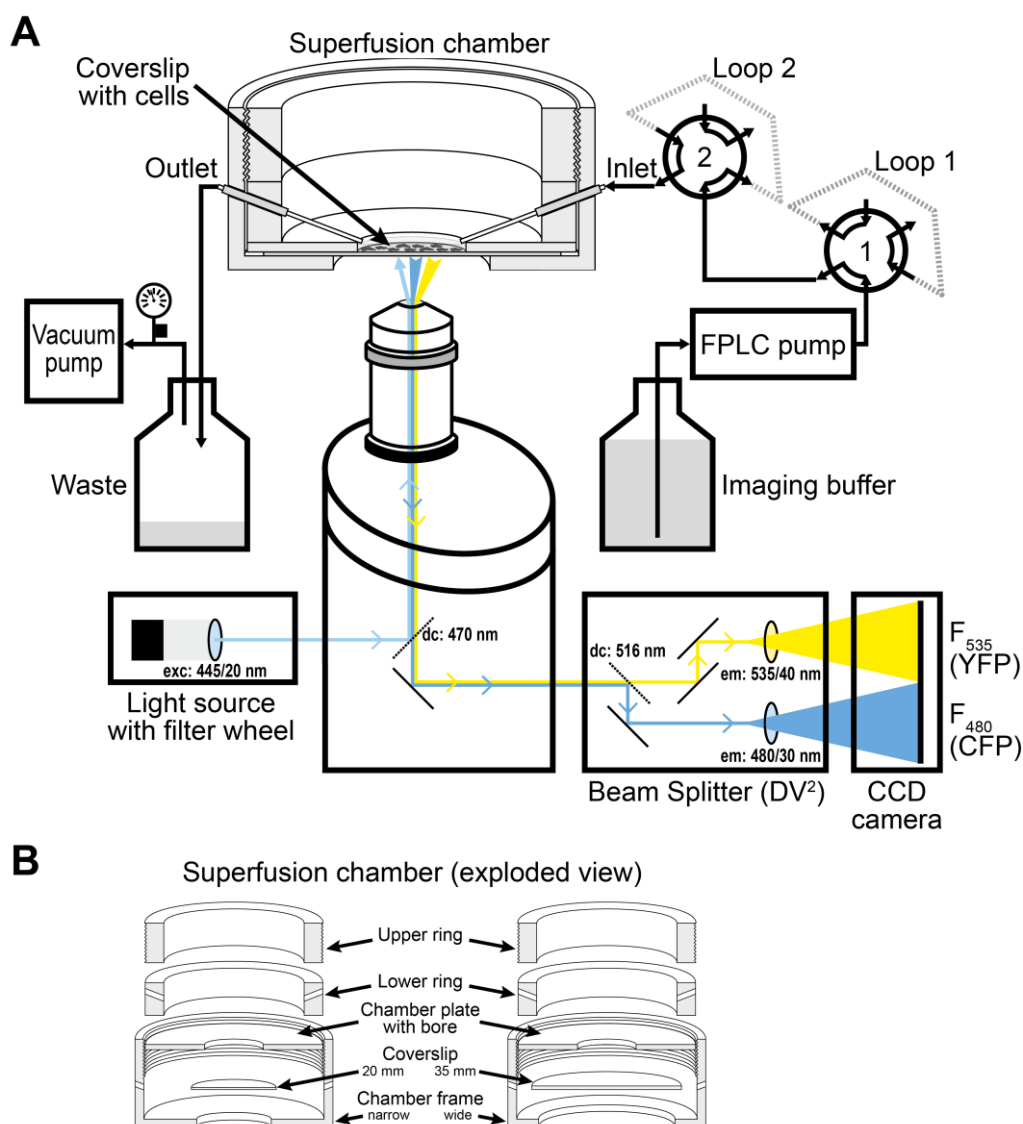 A
Superfusion chamber
Coverslip
with cells
Loop 2
Loop 1
Outlet
Inlet
2
1
Vacuum
pump
FPLC pump
Waste
Imaging buffer
dc: 470 nm
dc: 516 nm
exc: 445/20 nm
em: 535/40 nm
em: 480/30 nm
F535
(YFP)
F480
(CFP)
Light source
with filter wheel
Beam Splitter (DV²)
CCD
camera
B
Superfusion chamber (exploded view)
Upper ring
Lower ring
Chamber plate
with bore
Coverslip
20 mm 35 mm
Chamber frame
narrow wide